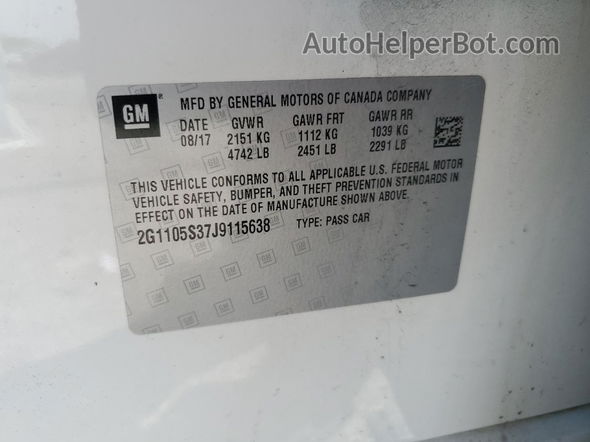 AutoHelperBot.com
GM
MFD BY GENERAL MOTORS OF CANADA COMPANY
DATE GVWR GAWR FRT GAWR RR
08/17 2151 KG 1112 KG 1039 KG
4742 LB 2451 LB 2291 LB
THIS VEHICLE CONFORMS TO ALL APPLICABLE U.S. FEDERAL MOTOR
VEHICLE SAFETY, BUMPER, AND THEFT PREVENTION STANDARDS IN
EFFECT ON THE DATE OF MANUFACTURE SHOWN ABOVE.
2G1105S37J9115638 TYPE: PASS CAR